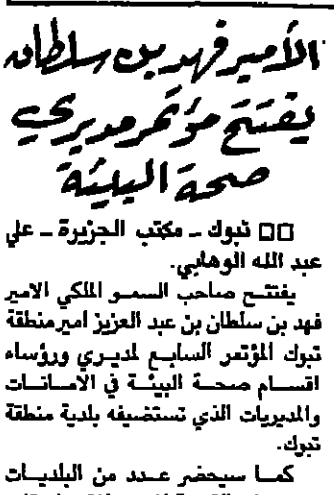 الأمير فهد بن سلطان
يفتتح مؤتمر مديري
صحة البيئة
□□ تبوك ـ مكتب الجزيرة ـ علي
عبد الله الوهابي.
يفتتح صاحب السمو الملكي الامير
فهد بن سلطان بن عبد العزيز امير منطقة
تبوك المؤتمر السابع لمديري ورؤساء
اقسام صحة البيئة في الامانات
والمديريات الذي تستضيفه بلدية منطقة
تبوك.
كما سيحضر عدد من البلديات